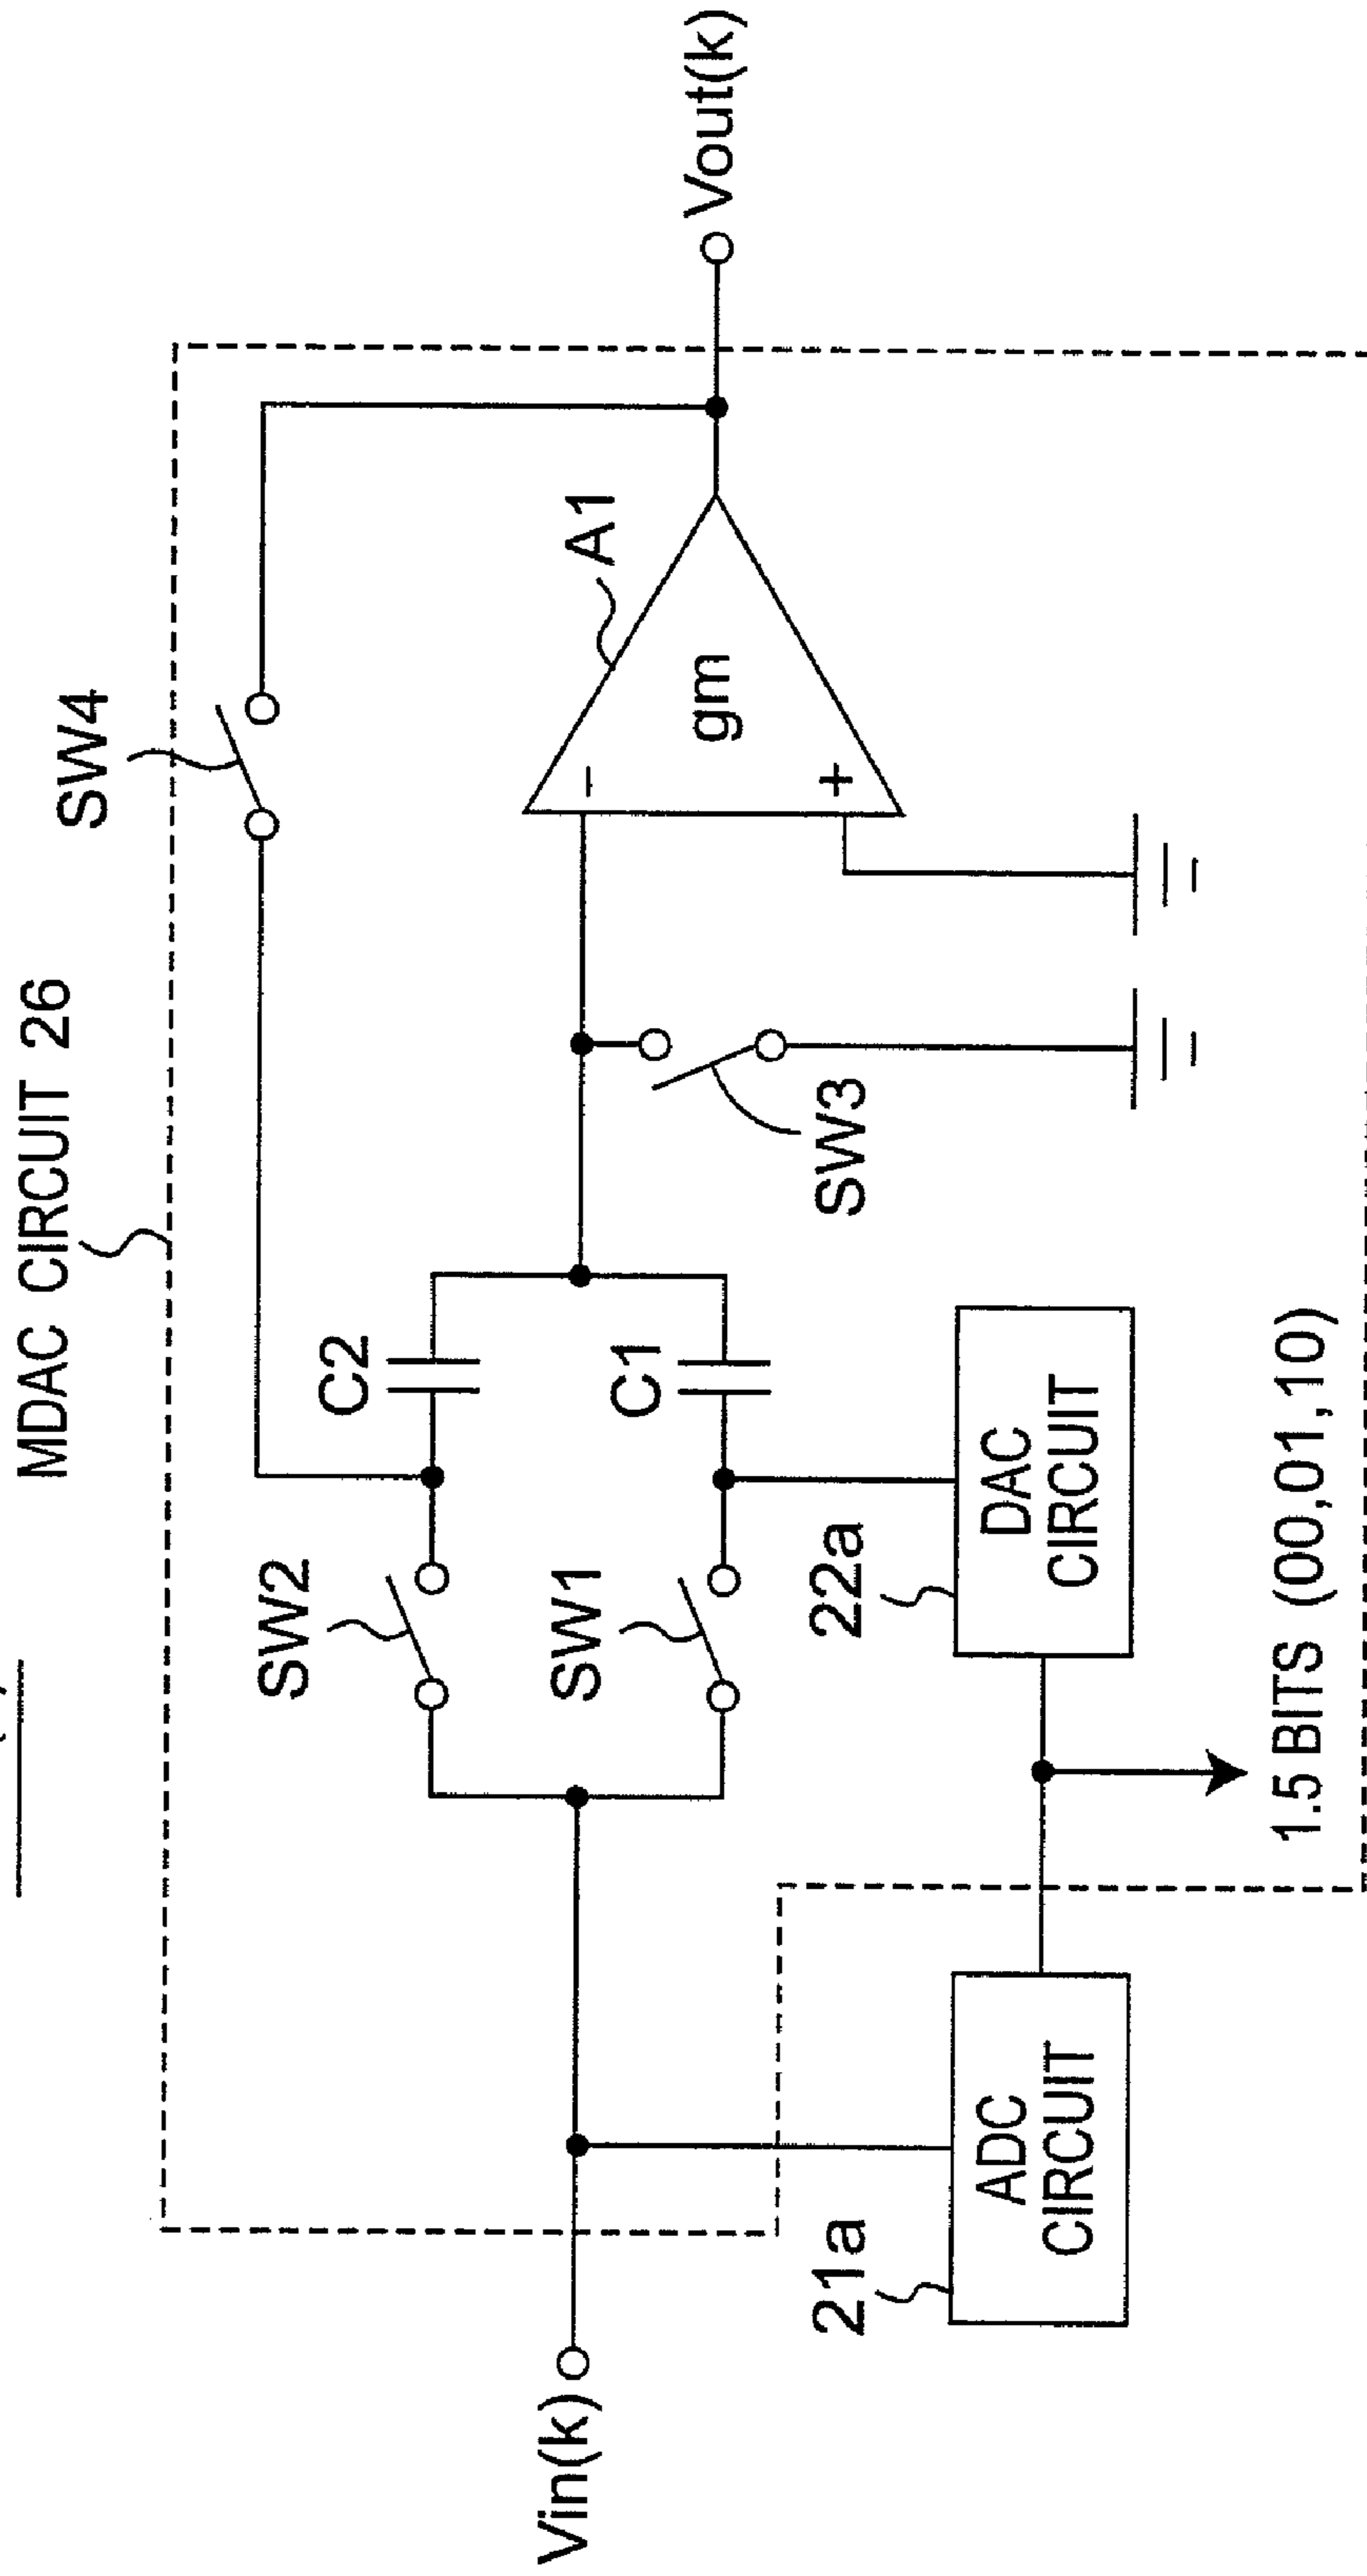 MDAC CIRCUIT 26
SW4
SW2
C2
A1
Vin(k)
SW1
C1
gm
−
+
Vout(k)
SW3
21a
22a
ADC
CIRCUIT
DAC
CIRCUIT
1.5 BITS (00,01,10)